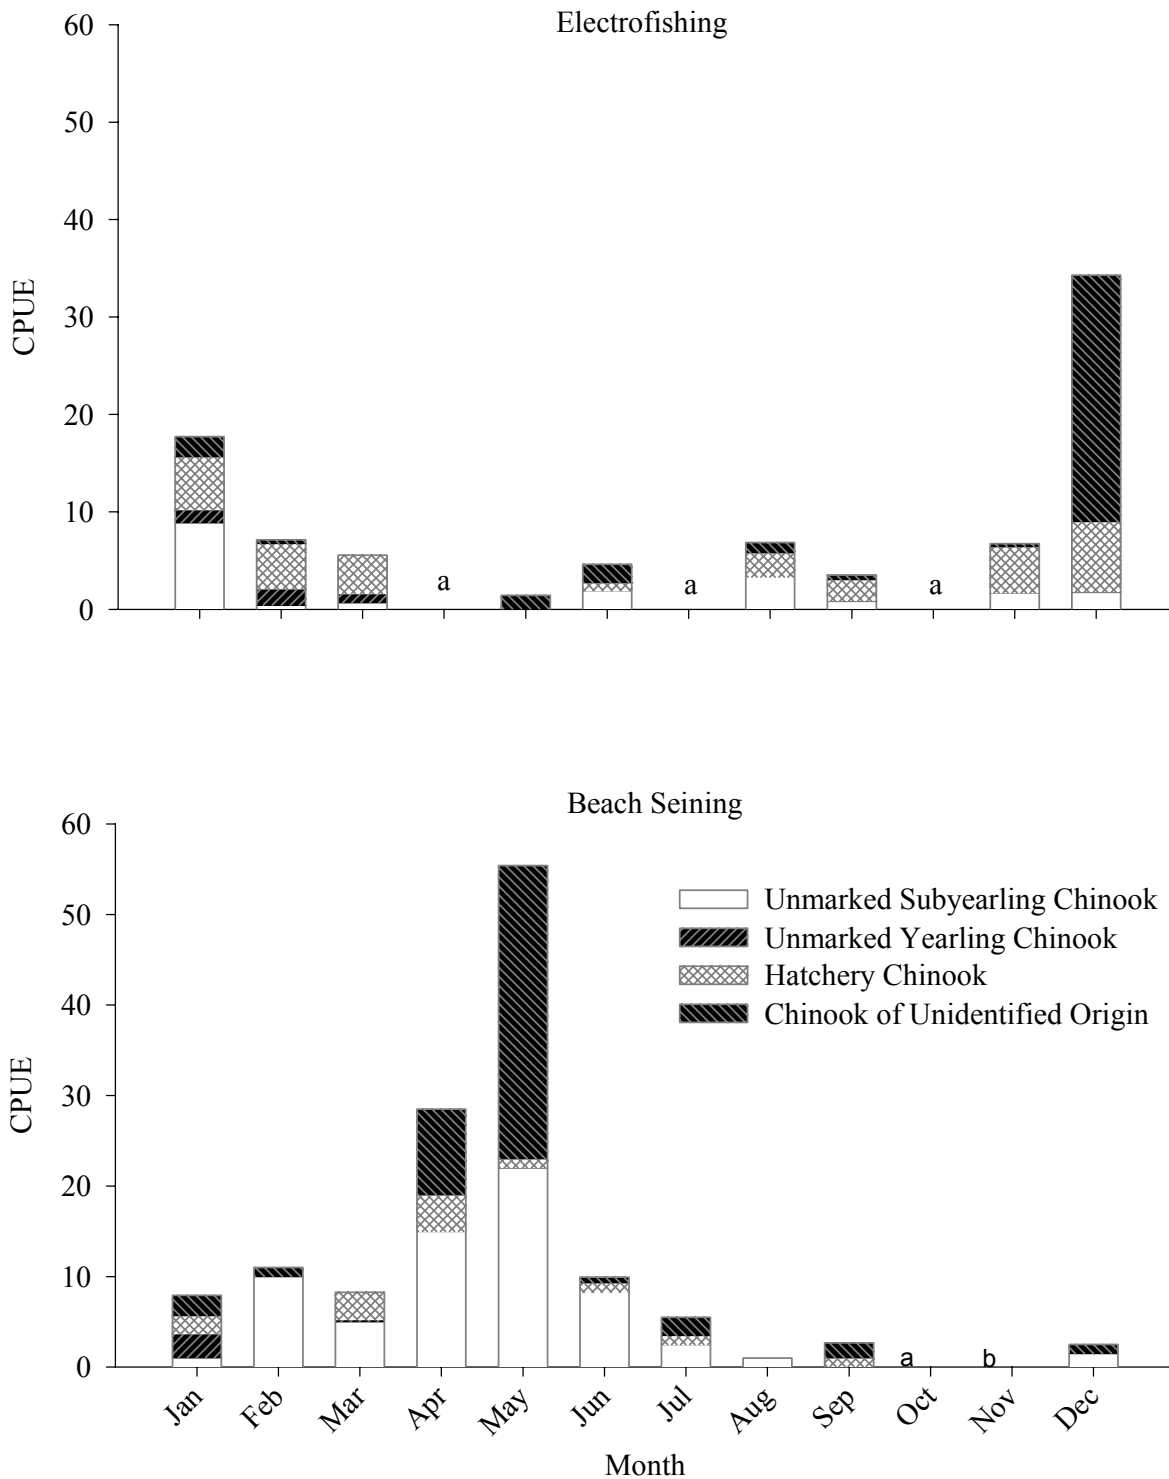 Electrofishing
60
50
40
30
20
10
0
CPUE
a
a
a
Beach Seining
60
50
40
30
20
10
0
CPUE
Unmarked Subyearling Chinook
Unmarked Yearling Chinook
Hatchery Chinook
Chinook of Unidentified Origin
a
b
Jan
Feb
Mar
Apr
May
Jun
Jul
Aug
Sep
Oct
Nov
Dec
Month